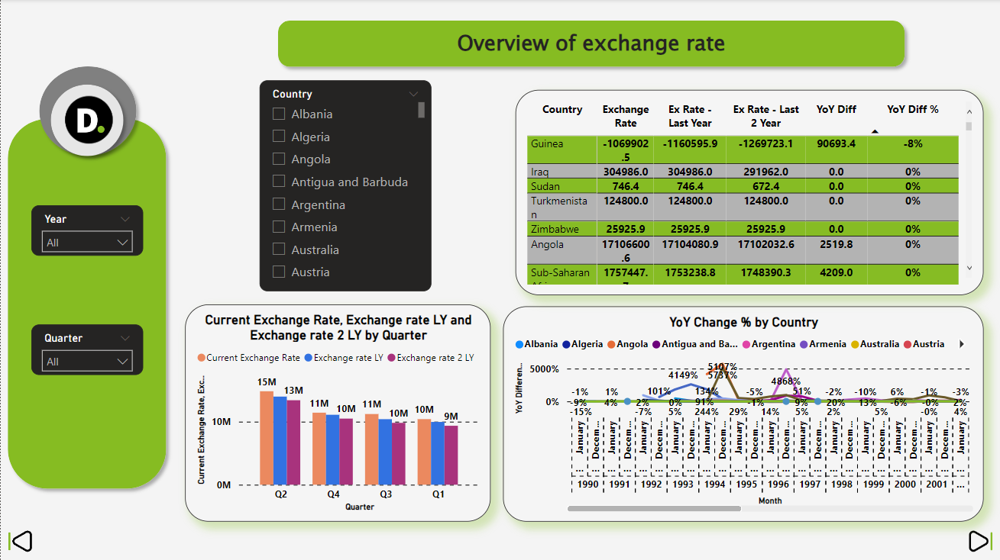 Overview of exchange rate
D.
Year
All
Quarter
All
Country
Albania
Algeria
Angola
Antigua and Barbuda
Argentina
Armenia
Australia
Austria
Country Exchange Rate Ex Rate - Last Year Ex Rate - Last 2 Year YoY Diff YoY Diff %
Guinea -1069902.5 -1160595.9 -1269723.1 90693.4 -8%
Iraq 304986.0 304986.0 291962.0 0.0 0%
Sudan 746.4 746.4 672.4 0.0 0%
Turkmenistan 124800.0 124800.0 124800.0 0.0 0%
Zimbabwe 25925.9 25925.9 25925.9 0.0 0%
Angola 17106600.6 17104080.9 17102032.6 2519.8 0%
Sub-Saharan 1757447. 1753238.8 1748390.3 4209.0 0%
Current Exchange Rate, Exchange rate LY and
Exchange rate 2 LY by Quarter
Current Exchange Rate Exchange rate LY Exchange rate 2 LY
Current Exchange Rate, Exc...
15M 13M
11M 10M 11M 10M 10M 9M
10M
0M
Q2 Q4 Q3 Q1
Quarter
YoY Change % by Country
Albania Algeria Angola Antigua and Ba... Argentina Armenia Australia Austria
YoY Differen...
5000%
0%
5107%
4149% 5737% 4868%
-1% 1% 101% 134% -5% 51% -2% -10% 6% -1% -3%
-9% 4% 2% 0% 91% -1% 9% 20% 13% -6% -0% 2%
-15% -7% 5% 244% 29% 14% 5% 2% 5% -0% 4%
January Decem... January Decem... January Decem... January Decem... January Decem... January Decem... January Decem... January Decem... January Decem... January Decem... January Decem... January Decem... January
... ... ... ... ... ... ... ... ... ... ... ... ... ... ... ... ... ... ... ... ... ... ... ... ...
1990 1991 1992 1993 1994 1995 1996 1997 1998 1999 2000 2001 ...
Month